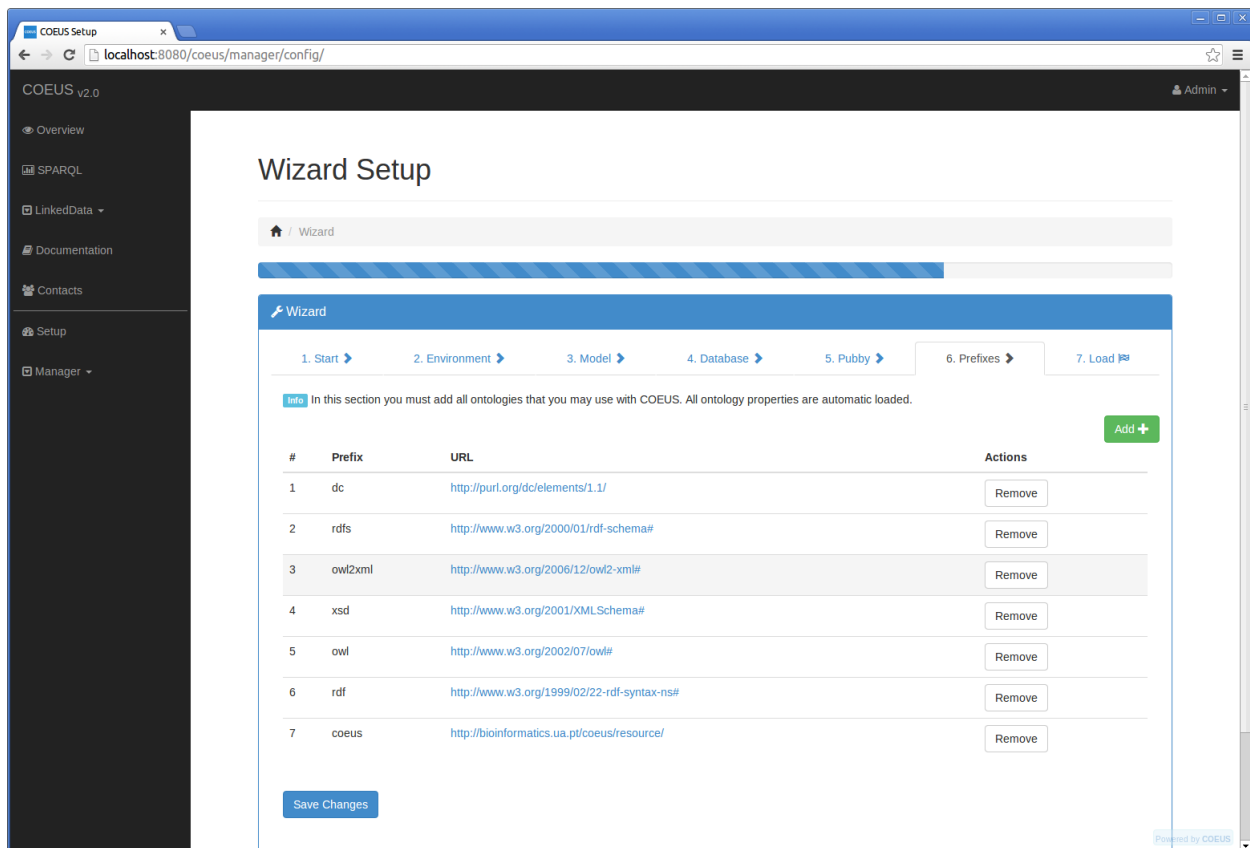 COEUS Setup ×
localhost:8080/coeus/manager/config/
COEUS v2.0
Admin
Overview
SPARQL
LinkedData
Documentation
Contacts
Setup
Manager
Wizard Setup
/ Wizard
Wizard
1. Start 2. Environment 3. Model 4. Database 5. Pubby 6. Prefixes 7. Load
Info In this section you must add all ontologies that you may use with COEUS. All ontology properties are automatic loaded.
Add
# Prefix URL Actions
1 dc http://purl.org/dc/elements/1.1/ Remove
2 rdfs http://www.w3.org/2000/01/rdf-schema# Remove
3 owl2xml http://www.w3.org/2006/12/owl2-xml# Remove
4 xsd http://www.w3.org/2001/XMLSchema# Remove
5 owl http://www.w3.org/2002/07/owl# Remove
6 rdf http://www.w3.org/1999/02/22-rdf-syntax-ns# Remove
7 coeus http://bioinformatics.ua.pt/coeus/resource/ Remove
Save Changes
Powered by COEUS